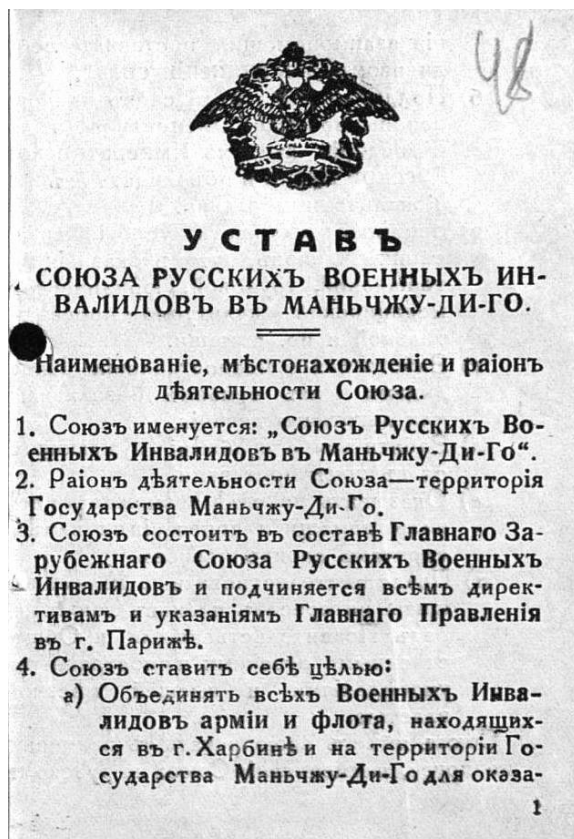 48
УСТАВЪ
СОЮЗА РУССКИХЪ ВОЕННЫХЪ ИН-
ВАЛИДОВЪ ВЪ МАНЬЧЖУ-ДИ-ГО.
Наименованіе, мѣстонахожденіе и раіонъ
дѣятельности Союза.
1. Союзъ именуется: „Союзъ Русскихъ Во-
енныхъ Инвалидовъ въ Маньчжу-Ди-Го“.
2. Раіонъ дѣятельности Союза—территорія
Государства Маньчжу-Ди-Го.
3. Союзъ состоитъ въ составѣ Главнаго За-
рубежнаго Союза Русскихъ Военныхъ
Инвалидовъ и подчиняется всѣмъ дирек-
тивамъ и указаніямъ Главнаго Правленія
въ г. Парижѣ.
4. Союзъ ставитъ себѣ цѣлью:
а) Объединять всѣхъ Военныхъ Инва-
лидовъ арміи и флота, находящих-
ся въ г. Харбинѣ и на территоріи Го-
сударства Маньчжу-Ди-Го для оказа-
1